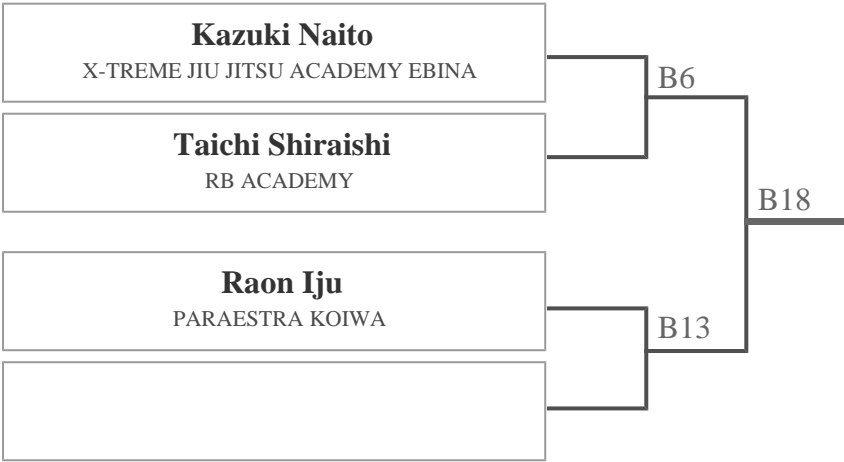 Kazuki Naito
X-TREME JIU JITSU ACADEMY EBINA
B6
Taichi Shiraishi
RB ACADEMY
B18
Raon Iju
PARAESTRA KOIWA
B13